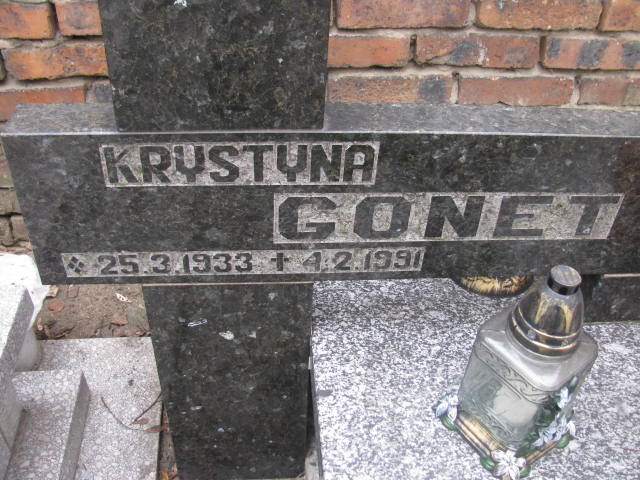 KRYSTYNA
GONET
❖ 25.3.1933 ✝ 4.2.1991